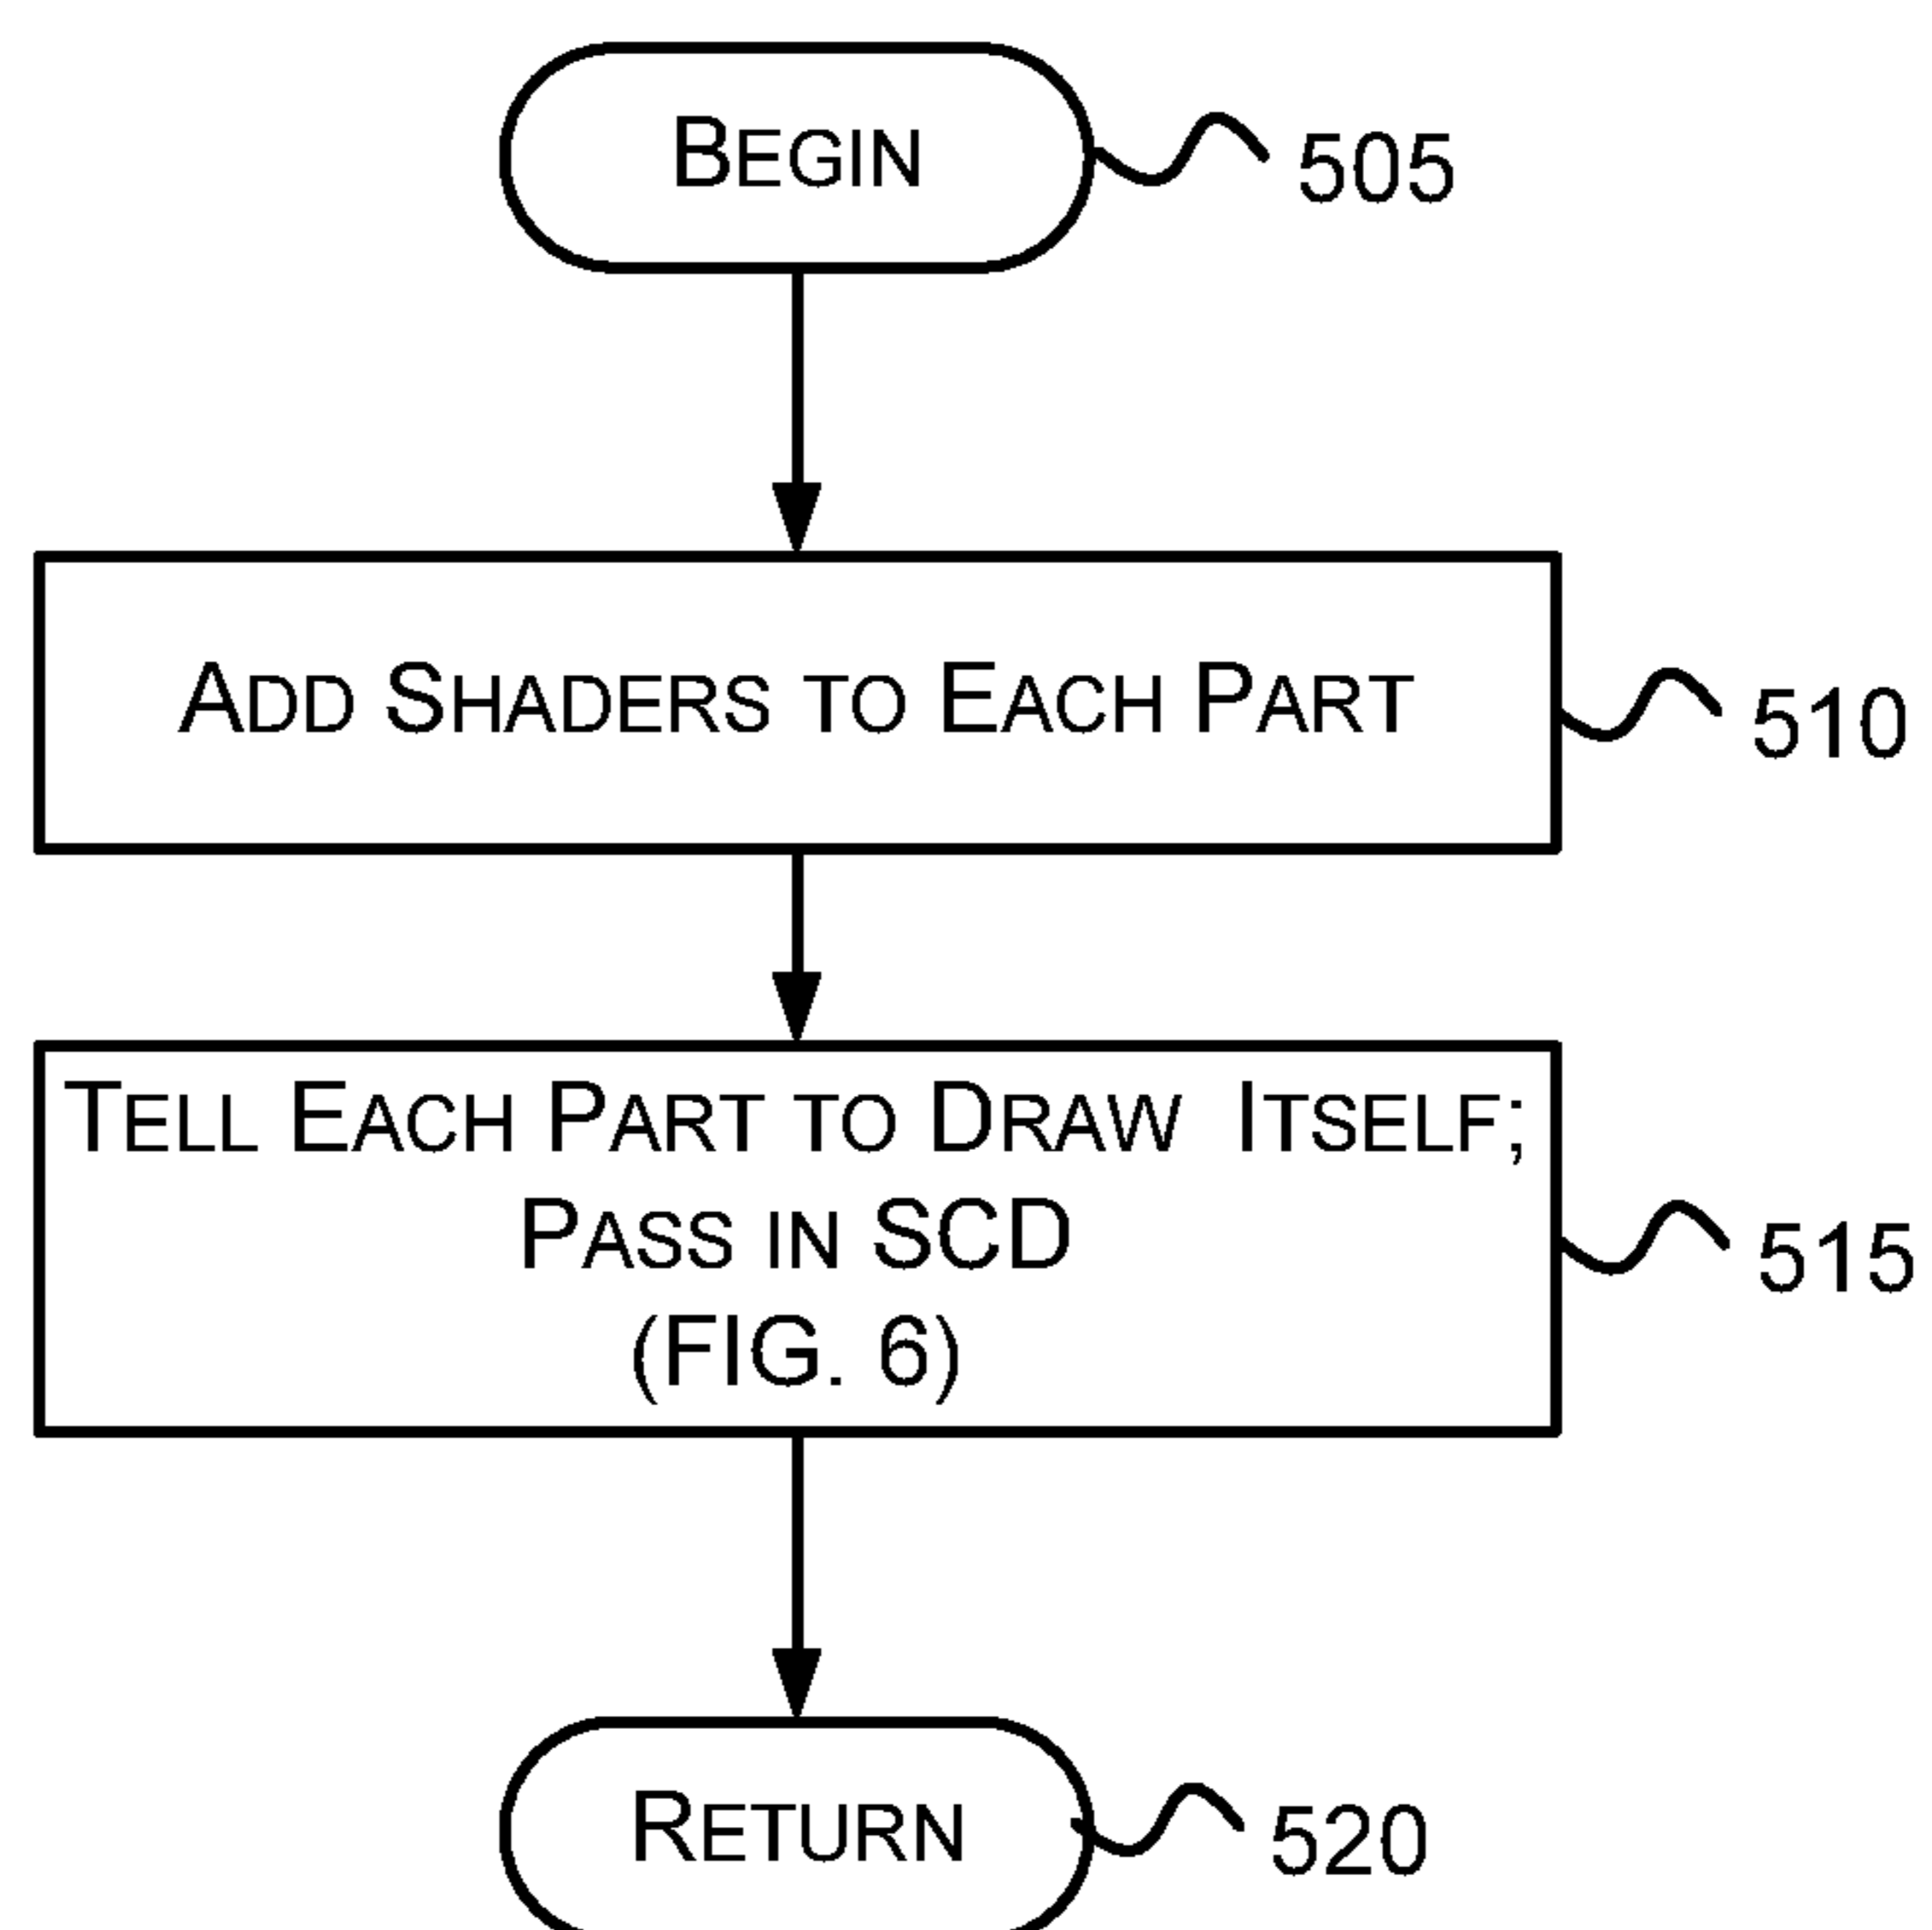 BEGIN
505
ADD SHADERS TO EACH PART
510
TELL EACH PART TO DRAW ITSELF;
PASS IN SCD
(FIG. 6)
515
RETURN
520